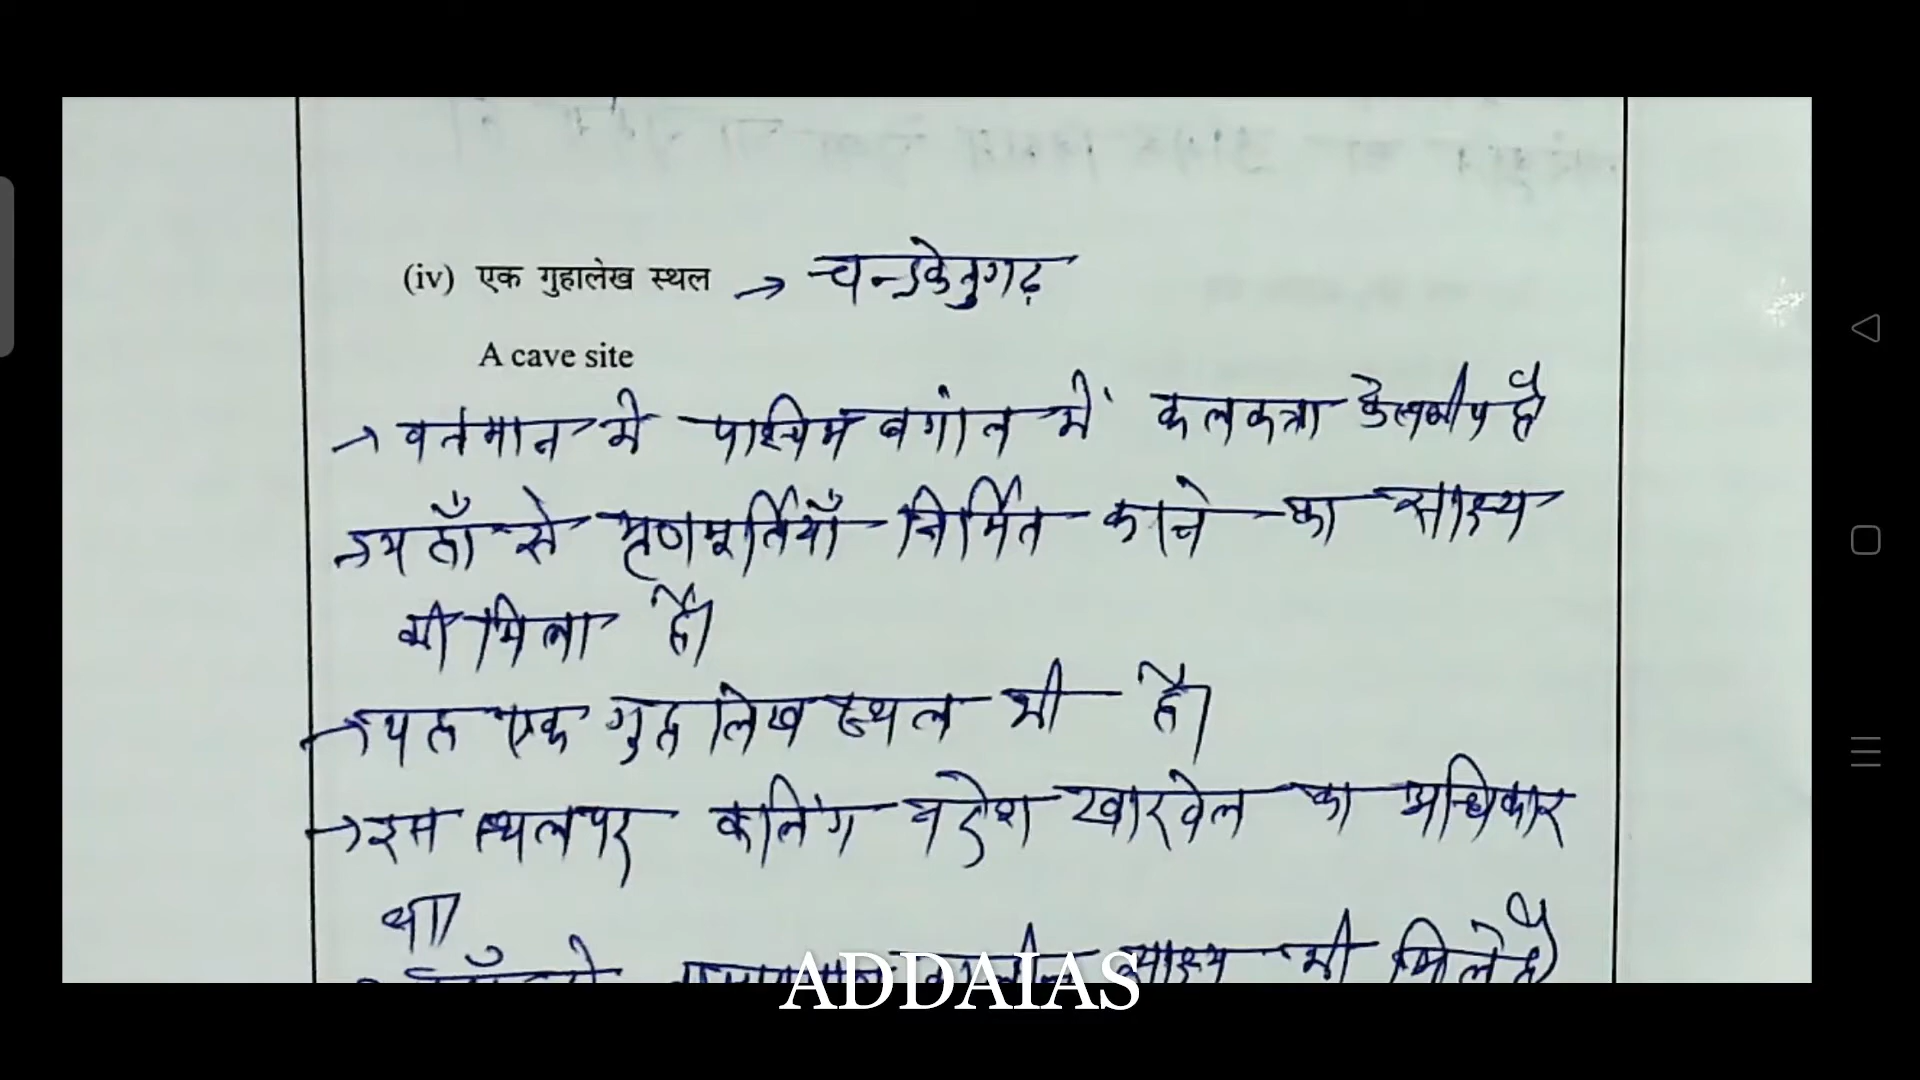 (iv) एक गुहालेख स्थल → चन्द्रकेतुगढ़
A cave site
→ वर्तमान में पाश्चिम बगांल में कलकत्ता के समीप है
→ यहाँ से मृणमूर्तियाँ निर्मित करने का साक्ष्य
भी मिला है।
→ यह एक गुहालेख स्थल भी है।
→ इस स्थल पर कलिंग नरेश खारवेल का अधिकार
था।
साक्ष्य भी मिले है
ADDAIAS